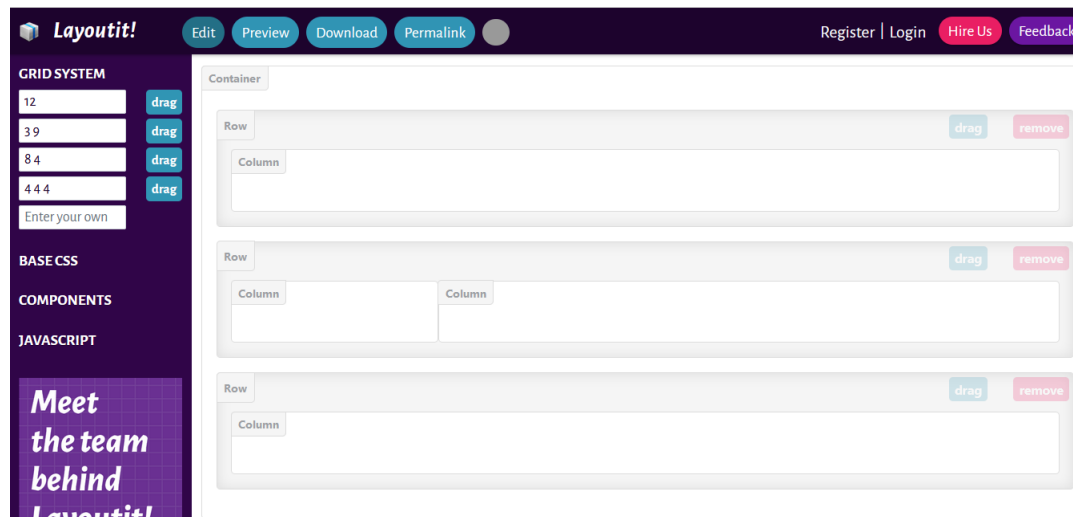 Layoutit! Edit Preview Download Permalink Register | Login Hire Us Feedback
GRID SYSTEM
12 drag
3 9 drag
8 4 drag
4 4 4 drag
Enter your own
BASE CSS
COMPONENTS
JAVASCRIPT
Meet
the team
behind
Layoutit!
Container
Row drag remove
Column
Row drag remove
Column Column
Row drag remove
Column